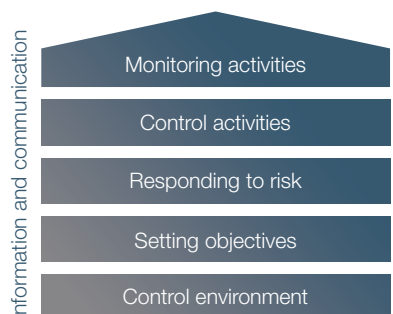 nformation and communication
Monitoring activities
Control activities
Responding to risk
Setting objectives
Control environment